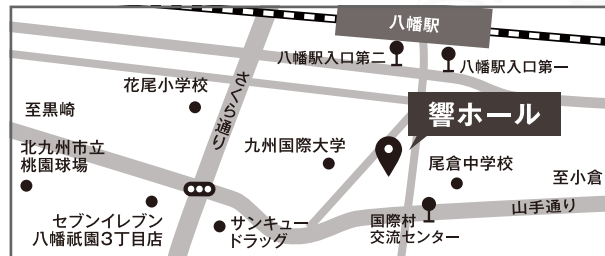 八幡駅
八幡駅入口第二
八幡駅入口第一
花尾小学校
さくら通り
至黒崎
響ホール
九州国際大学
北九州市立
桃園球場
尾倉中学校
至小倉
山手通り
セブンイレブン
八幡祇園3丁目店
サンキュー
ドラッグ
国際村
交流センター